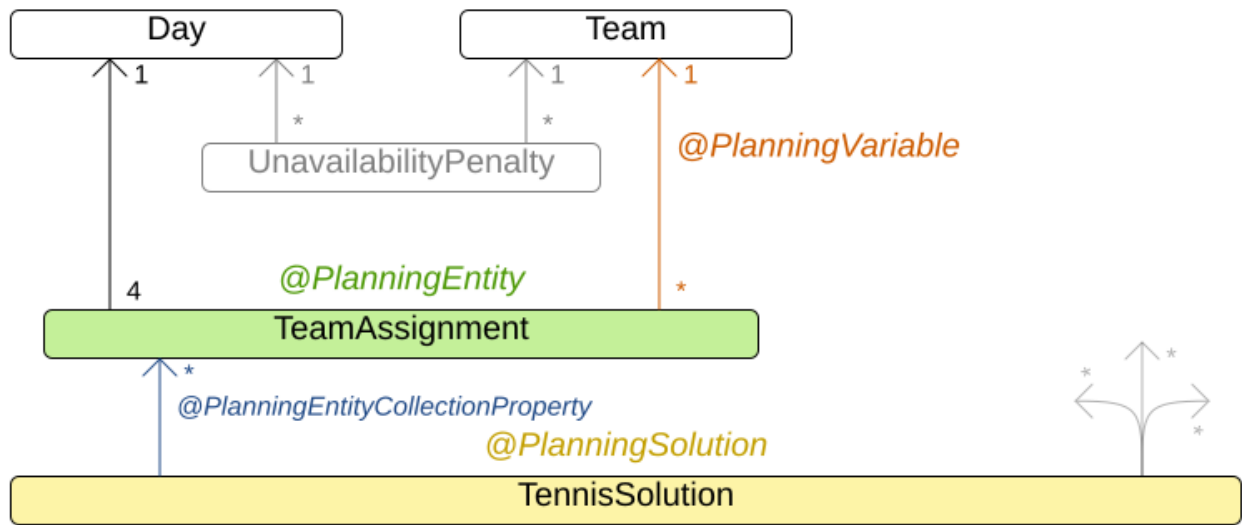 Day
Team
1
1
1
1
*
*
@PlanningVariable
UnavailabilityPenalty
@PlanningEntity
4
*
TeamAssignment
*
*
*
@PlanningEntityCollectionProperty
*
@PlanningSolution
TennisSolution